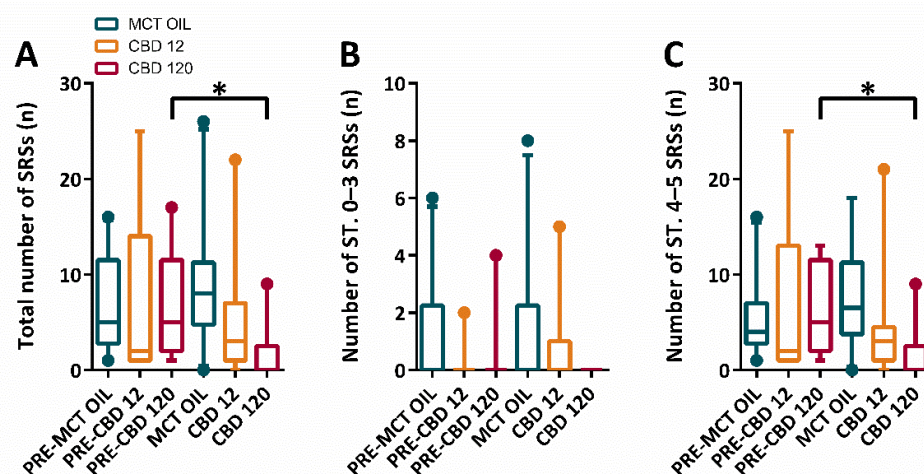 MCT OIL
CBD 12
CBD 120
A
Total number of SRSs (n)
30
20
10
0
*
PRE-MCT OIL
PRE-CBD 12
PRE-CBD 120
MCT OIL
CBD 12
CBD 120
B
Number of ST. 0–3 SRSs (n)
10
8
6
4
2
0
PRE-MCT OIL
PRE-CBD 12
PRE-CBD 120
MCT OIL
CBD 12
CBD 120
C
Number of ST. 4–5 SRSs (n)
30
20
10
0
*
PRE-MCT OIL
PRE-CBD 12
PRE-CBD 120
MCT OIL
CBD 12
CBD 120